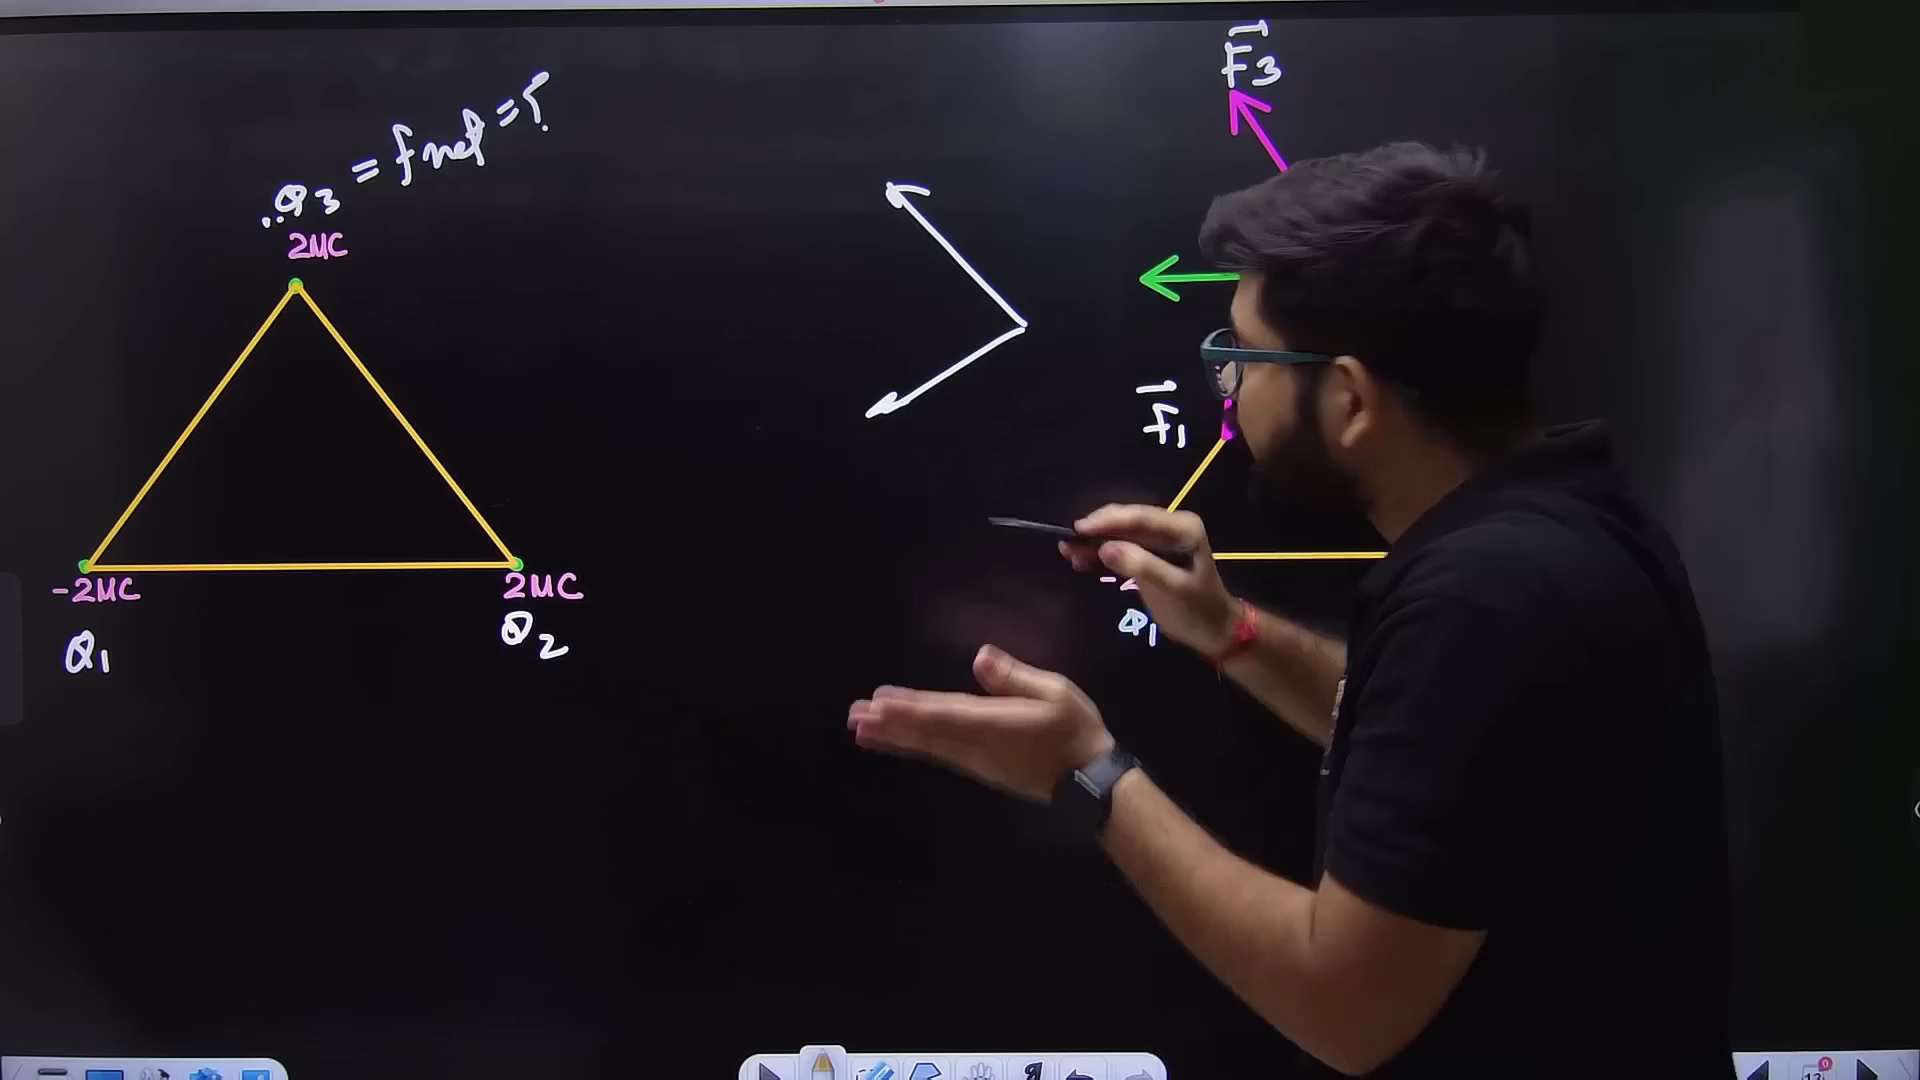 Q3 = fnet = ?
2MC
-2MC
Q1
2MC
Q2
F3
f1
Q1